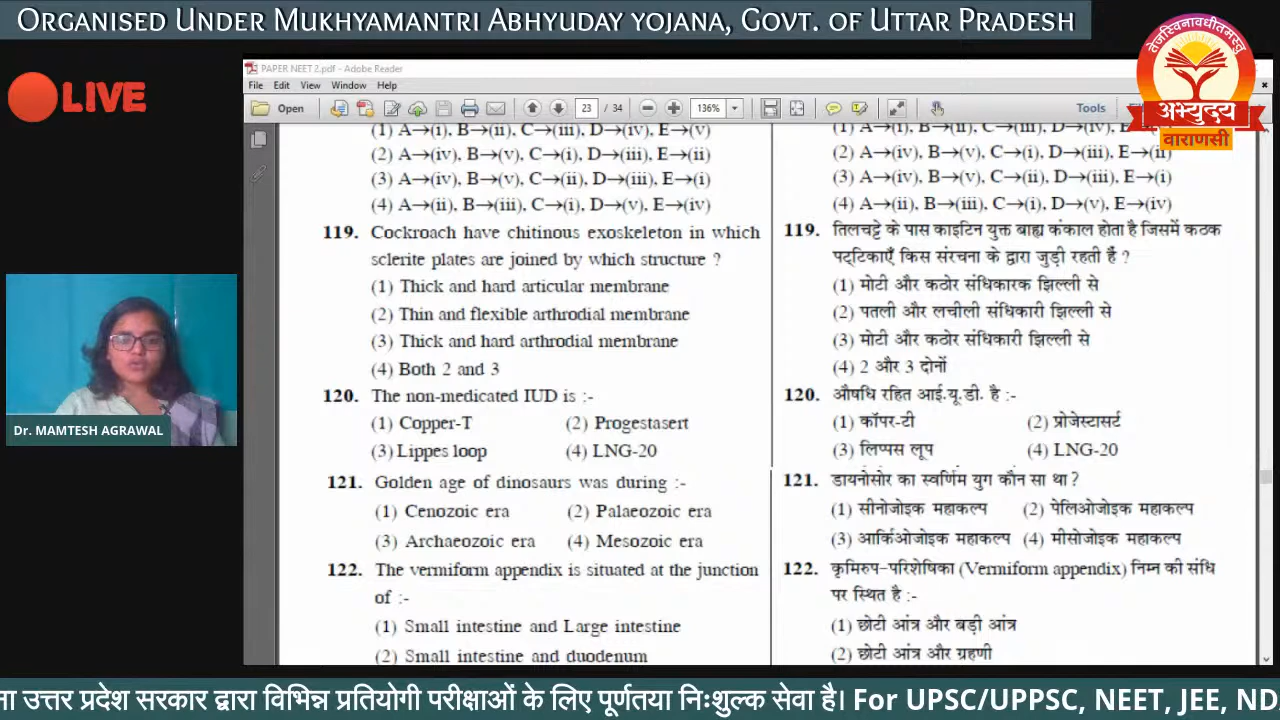 ORGANISED UNDER MUKHYAMANTRI ABHYUDAY YOJANA, GOVT. OF UTTAR PRADESH
LIVE
तेजस्विनावधीतमस्तु
अभ्युदय
वाराणसी
PAPER NEET 2.pdf - Adobe Reader
File Edit View Window Help
Open 23 / 34 136% Tools
(1) A→(i), B→(ii), C→(iii), D→(iv), E→(v)
(2) A→(iv), B→(v), C→(i), D→(iii), E→(ii)
(3) A→(iv), B→(v), C→(ii), D→(iii), E→(i)
(4) A→(ii), B→(iii), C→(i), D→(v), E→(iv)
119. Cockroach have chitinous exoskeleton in which
sclerite plates are joined by which structure ?
(1) Thick and hard articular membrane
(2) Thin and flexible arthrodial membrane
(3) Thick and hard arthrodial membrane
(4) Both 2 and 3
120. The non-medicated IUD is :-
(1) Copper-T (2) Progestasert
(3) Lippes loop (4) LNG-20
121. Golden age of dinosaurs was during :-
(1) Cenozoic era (2) Palaeozoic era
(3) Archaeozoic era (4) Mesozoic era
122. The vermiform appendix is situated at the junction
of :-
(1) Small intestine and Large intestine
(2) Small intestine and duodenum
(1) A→(i), B→(ii), C→(iii), D→(iv), E→(v)
(2) A→(iv), B→(v), C→(i), D→(iii), E→(ii)
(3) A→(iv), B→(v), C→(ii), D→(iii), E→(i)
(4) A→(ii), B→(iii), C→(i), D→(v), E→(iv)
119. तिलचट्टे के पास काइटिन युक्त बाह्य कंकाल होता है जिसमें कठक
पट्टिकाएँ किस संरचना के द्वारा जुड़ी रहती हैं ?
(1) मोटी और कठोर संधिकारक झिल्ली से
(2) पतली और लचीली संधिकारी झिल्ली से
(3) मोटी और कठोर संधिकारी झिल्ली से
(4) 2 और 3 दोनों
120. औषधि रहित आई.यू.डी. है :-
(1) कॉपर-टी (2) प्रोजेस्टासर्ट
(3) लिप्पस लूप (4) LNG-20
121. डायनोसोर का स्वर्णिम युग कौन सा था ?
(1) सीनोजोइक महाकल्प (2) पेलिओजोइक महाकल्प
(3) आर्किओजोइक महाकल्प (4) मीसोजोइक महाकल्प
122. कृमिरुप-परिशेषिका (Vermiform appendix) निम्न की संधि
पर स्थित है :-
(1) छोटी आंत्र और बड़ी आंत्र
(2) छोटी आंत्र और ग्रहणी
Dr. MAMTESH AGRAWAL
उत्तर प्रदेश सरकार द्वारा विभिन्न प्रतियोगी परीक्षाओं के लिए पूर्णतया निःशुल्क सेवा है। For UPSC/UPPSC, NEET, JEE, ND